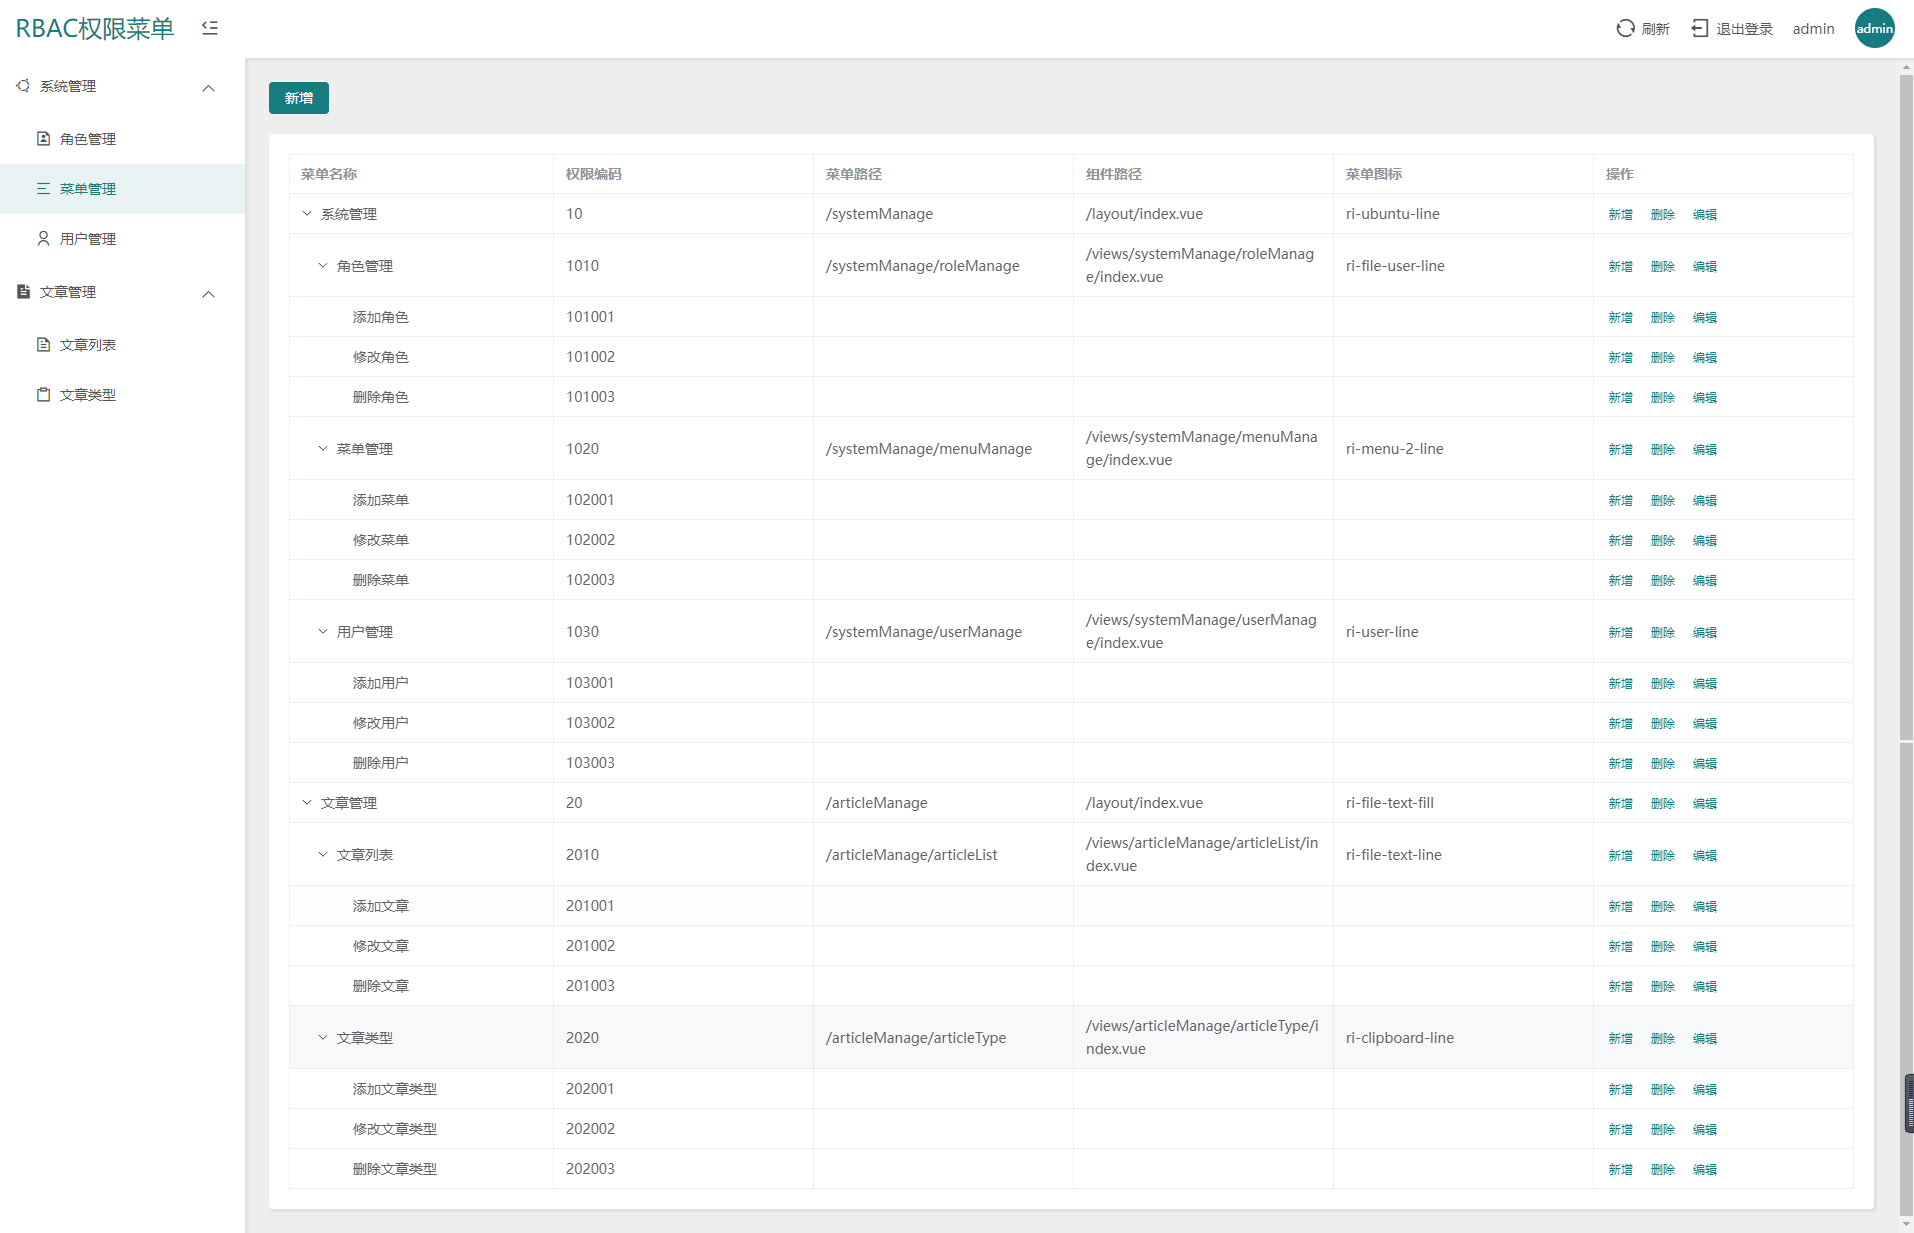 RBAC权限菜单
刷新 退出登录 admin admin
系统管理
角色管理
菜单管理
用户管理
文章管理
文章列表
文章类型
新增
菜单名称 权限编码 菜单路径 组件路径 菜单图标 操作
系统管理 10 /systemManage /layout/index.vue ri-ubuntu-line 新增 删除 编辑
角色管理 1010 /systemManage/roleManage /views/systemManage/roleManag ri-file-user-line 新增 删除 编辑
e/index.vue
添加角色 101001 新增 删除 编辑
修改角色 101002 新增 删除 编辑
删除角色 101003 新增 删除 编辑
菜单管理 1020 /systemManage/menuManage /views/systemManage/menuMana ri-menu-2-line 新增 删除 编辑
ge/index.vue
添加菜单 102001 新增 删除 编辑
修改菜单 102002 新增 删除 编辑
删除菜单 102003 新增 删除 编辑
用户管理 1030 /systemManage/userManage /views/systemManage/userManag ri-user-line 新增 删除 编辑
e/index.vue
添加用户 103001 新增 删除 编辑
修改用户 103002 新增 删除 编辑
删除用户 103003 新增 删除 编辑
文章管理 20 /articleManage /layout/index.vue ri-file-text-fill 新增 删除 编辑
文章列表 2010 /articleManage/articleList /views/articleManage/articleList/in ri-file-text-line 新增 删除 编辑
dex.vue
添加文章 201001 新增 删除 编辑
修改文章 201002 新增 删除 编辑
删除文章 201003 新增 删除 编辑
文章类型 2020 /articleManage/articleType /views/articleManage/articleType/i ri-clipboard-line 新增 删除 编辑
ndex.vue
添加文章类型 202001 新增 删除 编辑
修改文章类型 202002 新增 删除 编辑
删除文章类型 202003 新增 删除 编辑